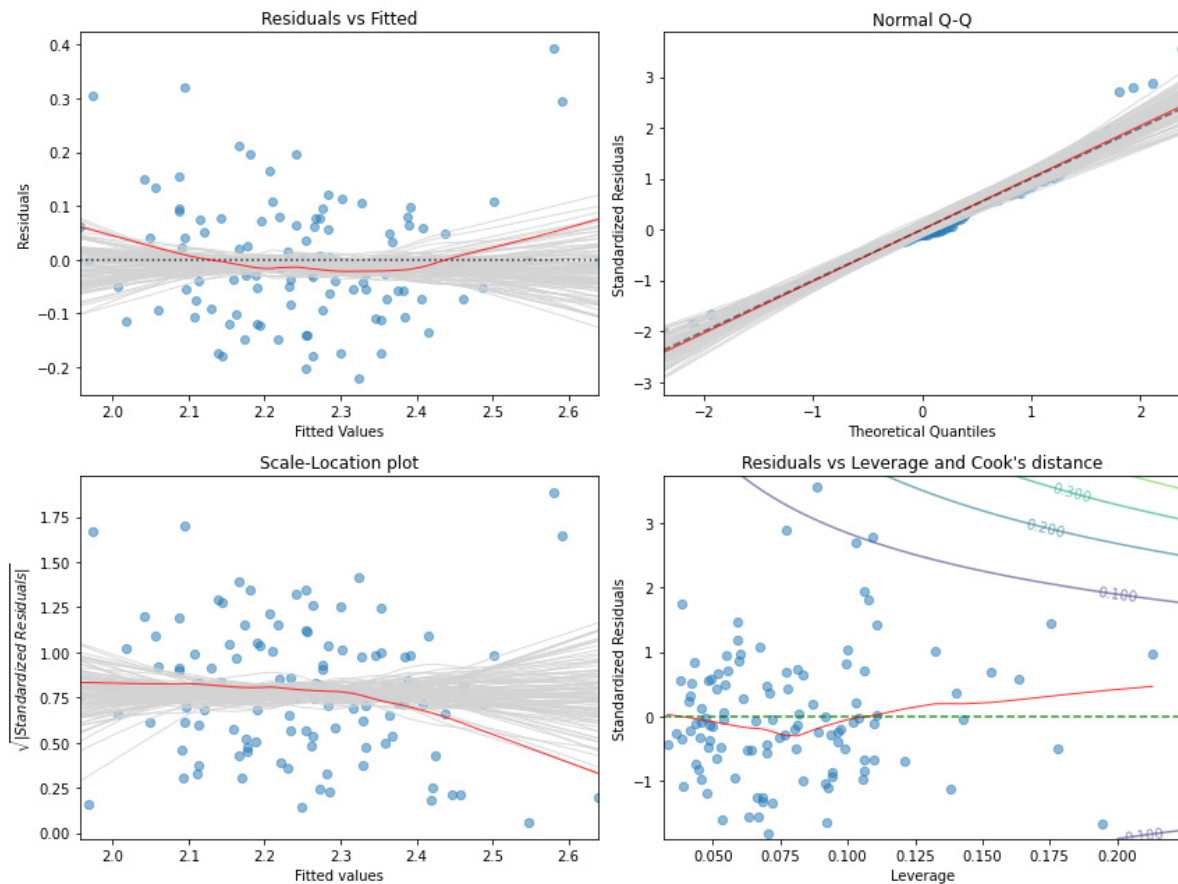 Residuals vs Fitted
0.4
0.3
0.2
0.1
0.0
−0.1
−0.2
Residuals
2.0 2.1 2.2 2.3 2.4 2.5 2.6
Fitted Values
Normal Q-Q
3
2
1
0
−1
−2
−3
Standardized Residuals
−2 −1 0 1 2
Theoretical Quantiles
Scale-Location plot
1.75
1.50
1.25
1.00
0.75
0.50
0.25
0.00
√|Standardized Residuals|
2.0 2.1 2.2 2.3 2.4 2.5 2.6
Fitted values
Residuals vs Leverage and Cook's distance
3
2
1
0
−1
Standardized Residuals
0.300
0.200
0.100
0.100
0.050 0.075 0.100 0.125 0.150 0.175 0.200
Leverage